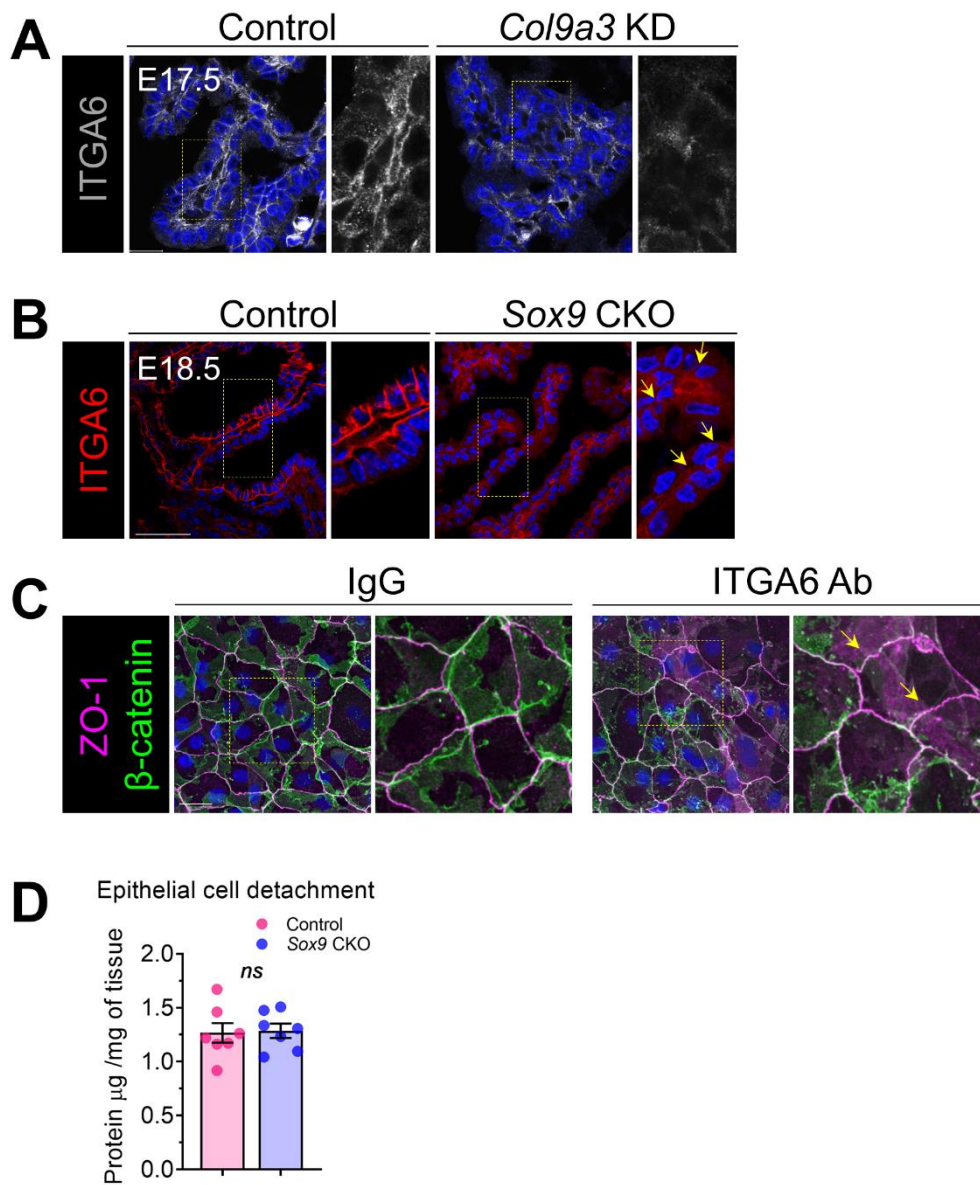 A
Control
Col9a3 KD
ITGA6
E17.5
B
Control
Sox9 CKO
ITGA6
E18.5
C
IgG
ITGA6 Ab
ZO-1
β-catenin
D
Epithelial cell detachment
Control
Sox9 CKO
Protein μg /mg of tissue
2.0
1.5
1.0
0.5
0.0
ns